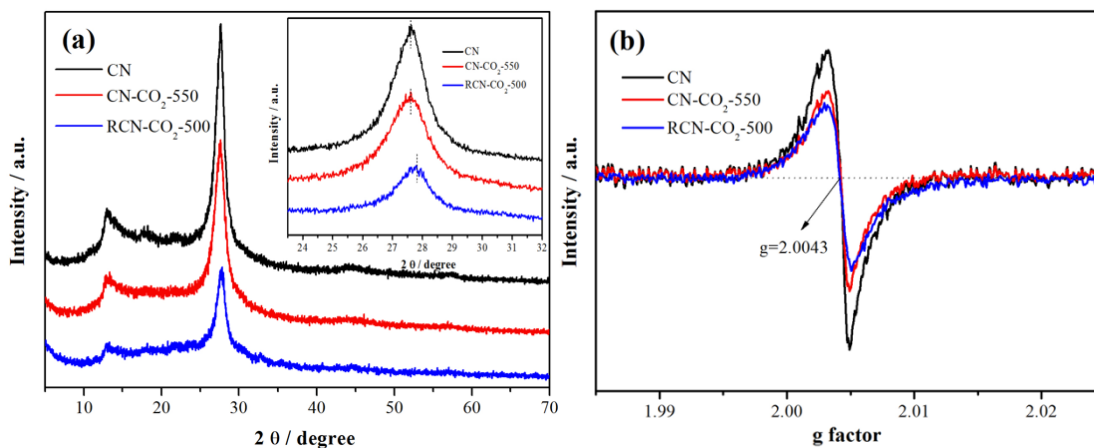 (a)
CN
CN-CO₂-550
RCN-CO₂-500
Intensity / a.u.
10 20 30 40 50 60 70
2 θ / degree
CN
CN-CO₂-550
RCN-CO₂-500
Intensity / a.u.
24 25 26 27 28 29 30 31 32
2 θ / degree
(b)
CN
CN-CO₂-550
RCN-CO₂-500
g=2.0043
Intensity / a.u.
1.99 2.00 2.01 2.02
g factor